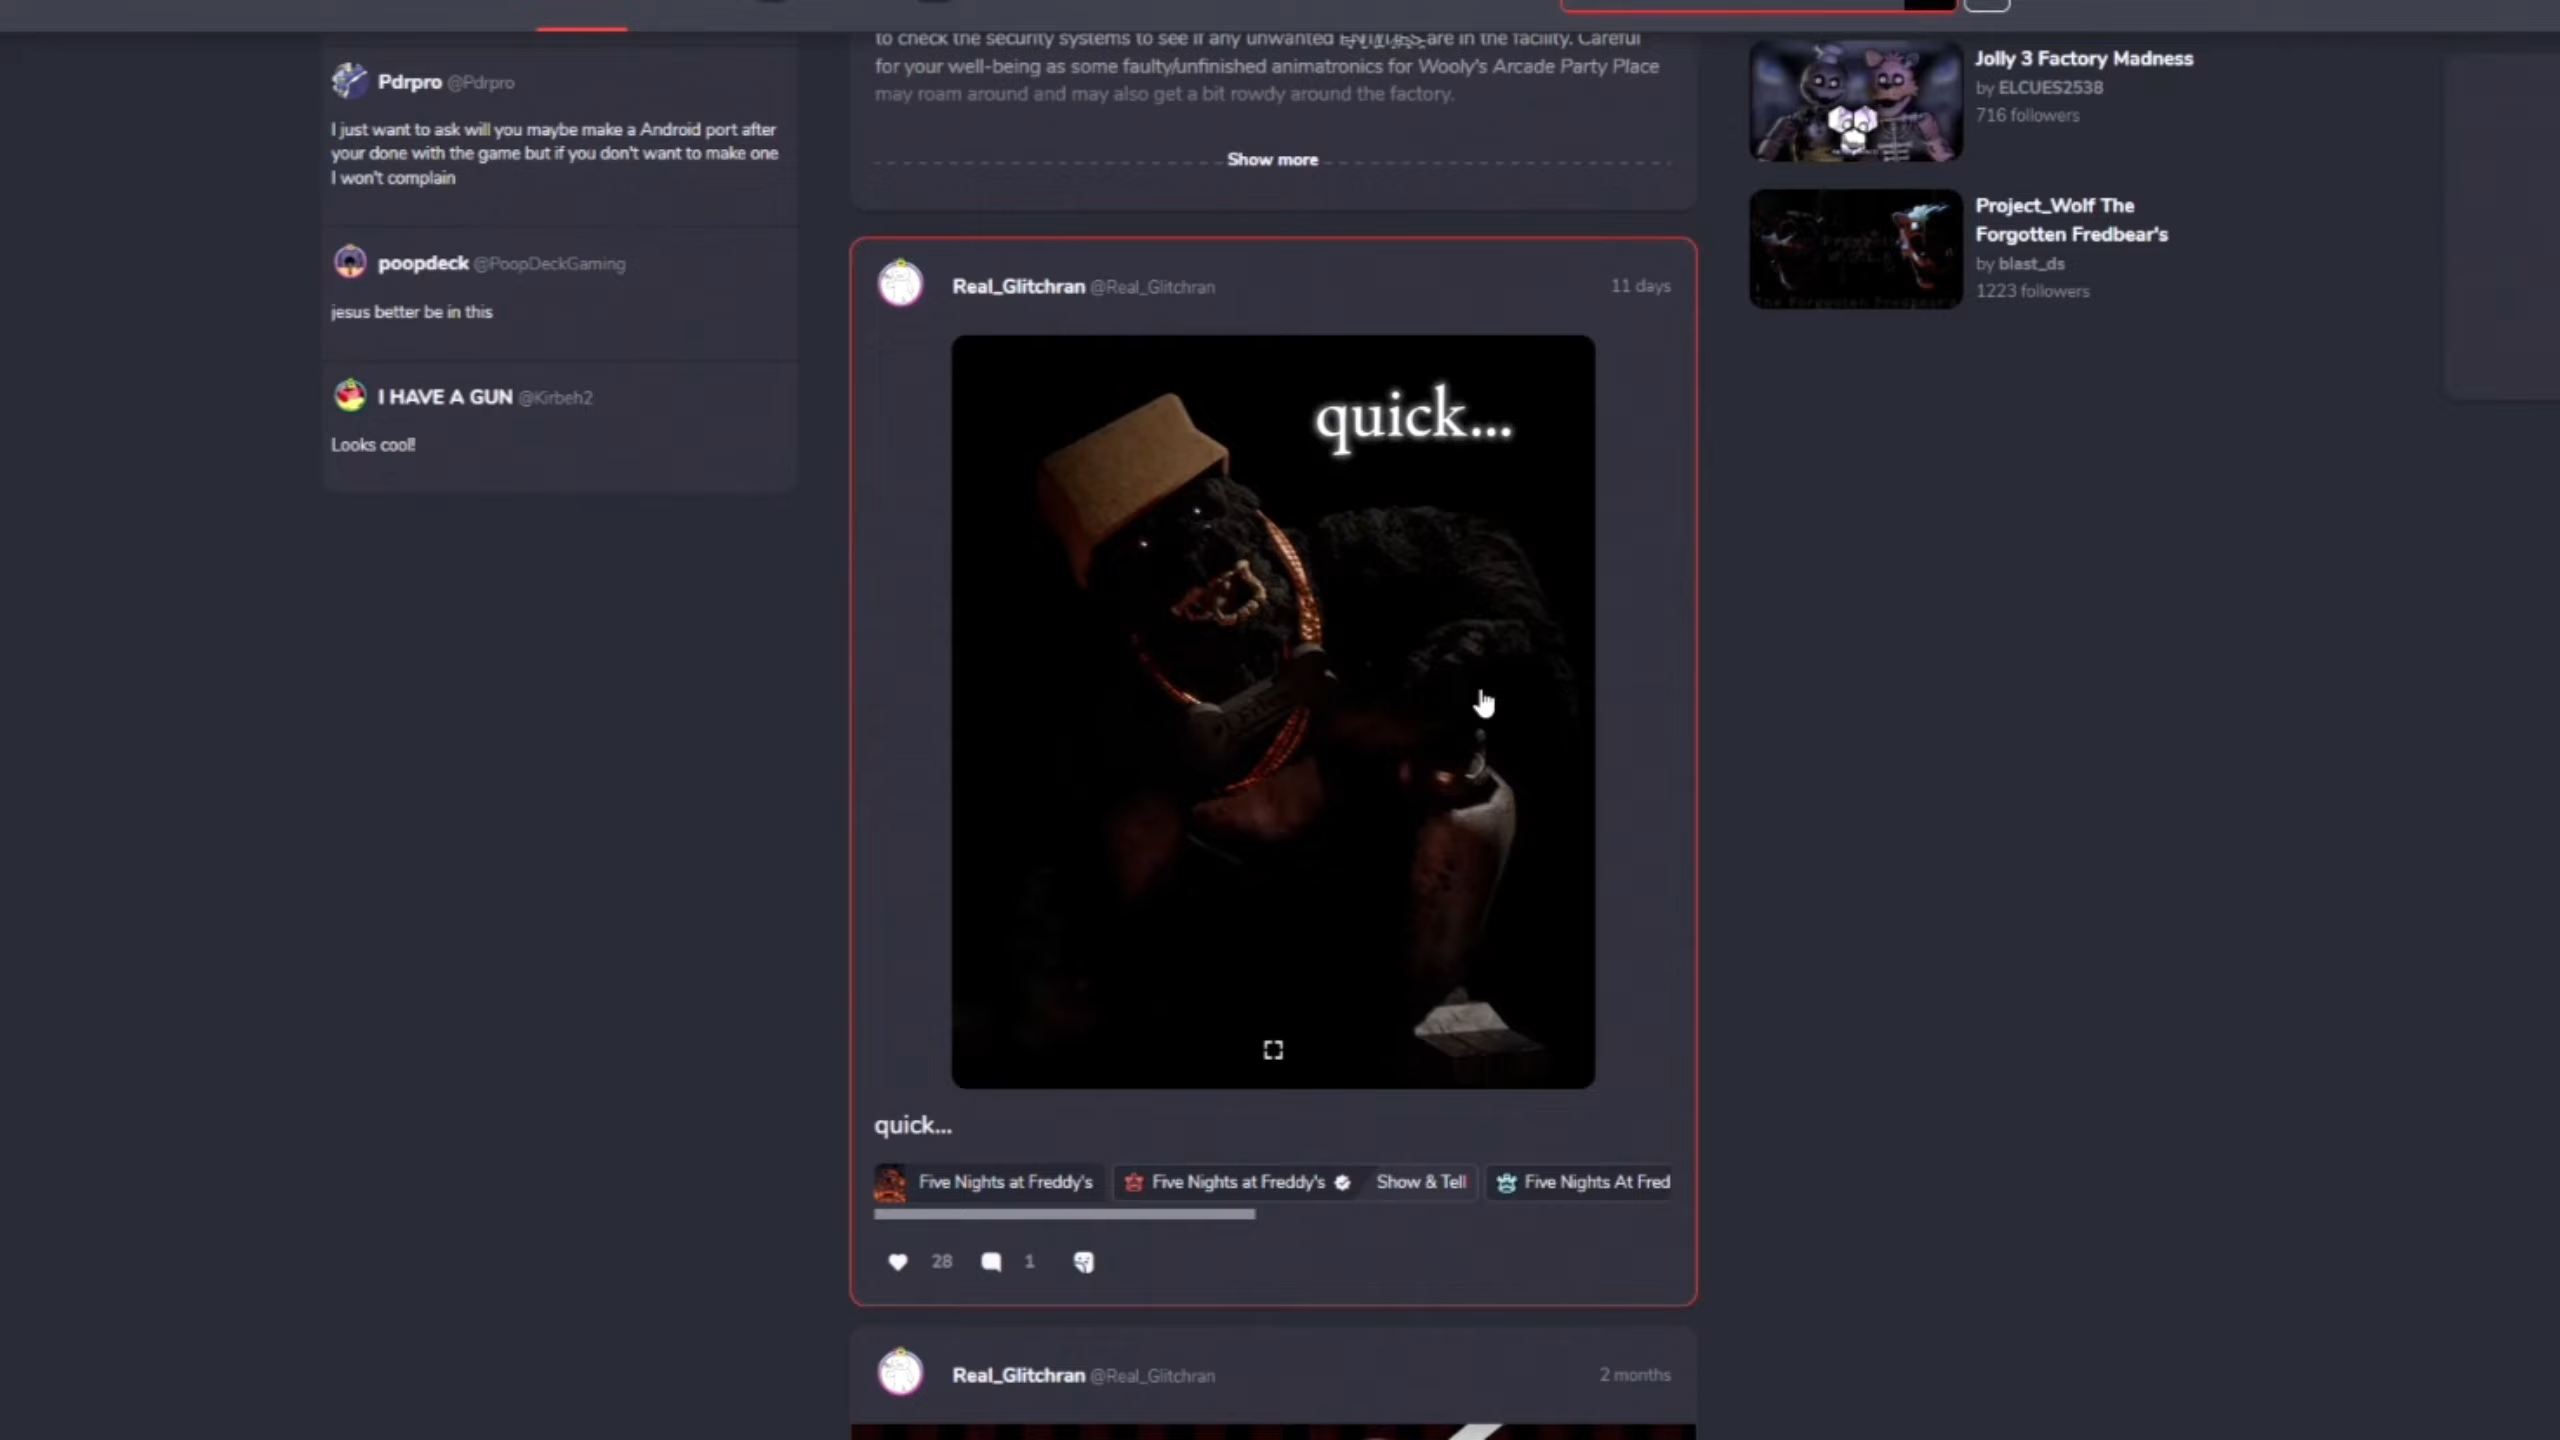 Pdrpro @Pdrpro
I just want to ask will you maybe make a Android port after
your done with the game but if you don't want to make one
I won't complain
poopdeck @PoopDeckGaming
jesus better be in this
I HAVE A GUN @Kirbeh2
Looks cool!
to check the security systems to see if any unwanted ENTITIES are in the facility. Careful
for your well-being as some faulty/unfinished animatronics for Wooly's Arcade Party Place
may roam around and may also get a bit rowdy around the factory.
Show more
Real_Glitchran @Real_Glitchran
11 days
quick...
quick...
Five Nights at Freddy's
Five Nights at Freddy's
Show & Tell
Five Nights At Fred
28
1
Real_Glitchran @Real_Glitchran
2 months
Jolly 3 Factory Madness
by ELCUES2538
716 followers
Project_Wolf The
Forgotten Fredbear's
by blast_ds
1223 followers